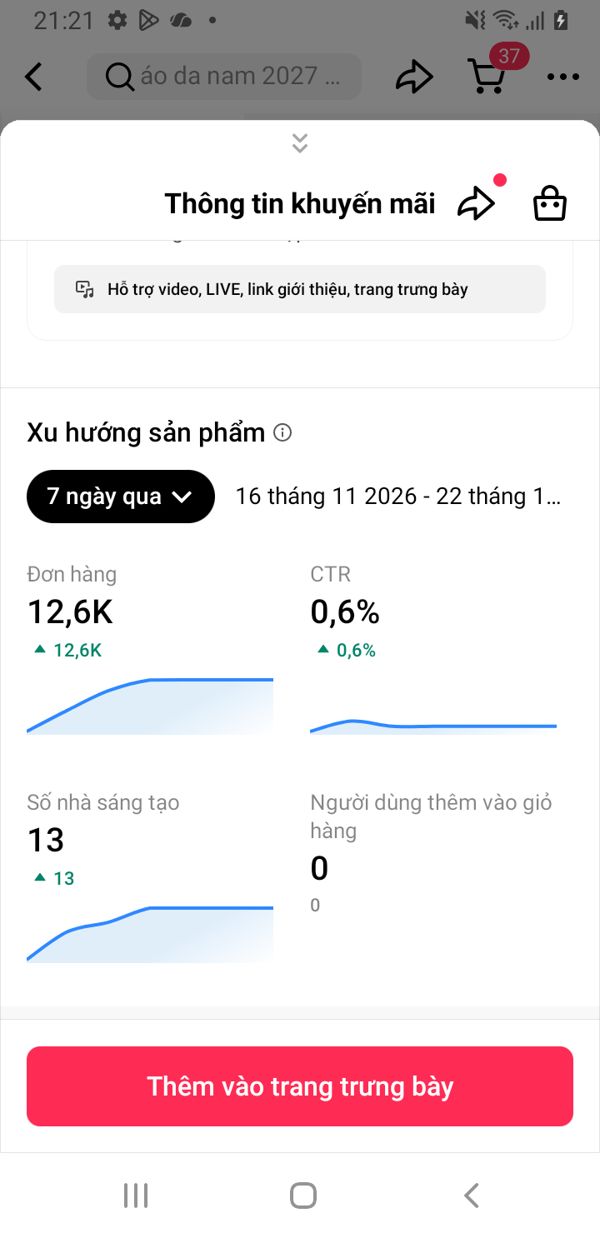 21:21
áo da nam 2027 ...
37
Thông tin khuyến mãi
Hỗ trợ video, LIVE, link giới thiệu, trang trưng bày
Xu hướng sản phẩm
7 ngày qua
16 tháng 11 2026 - 22 tháng 1...
Đơn hàng
12,6K
12,6K
CTR
0,6%
0,6%
Số nhà sáng tạo
13
13
Người dùng thêm vào giỏ
hàng
0
0
Thêm vào trang trưng bày